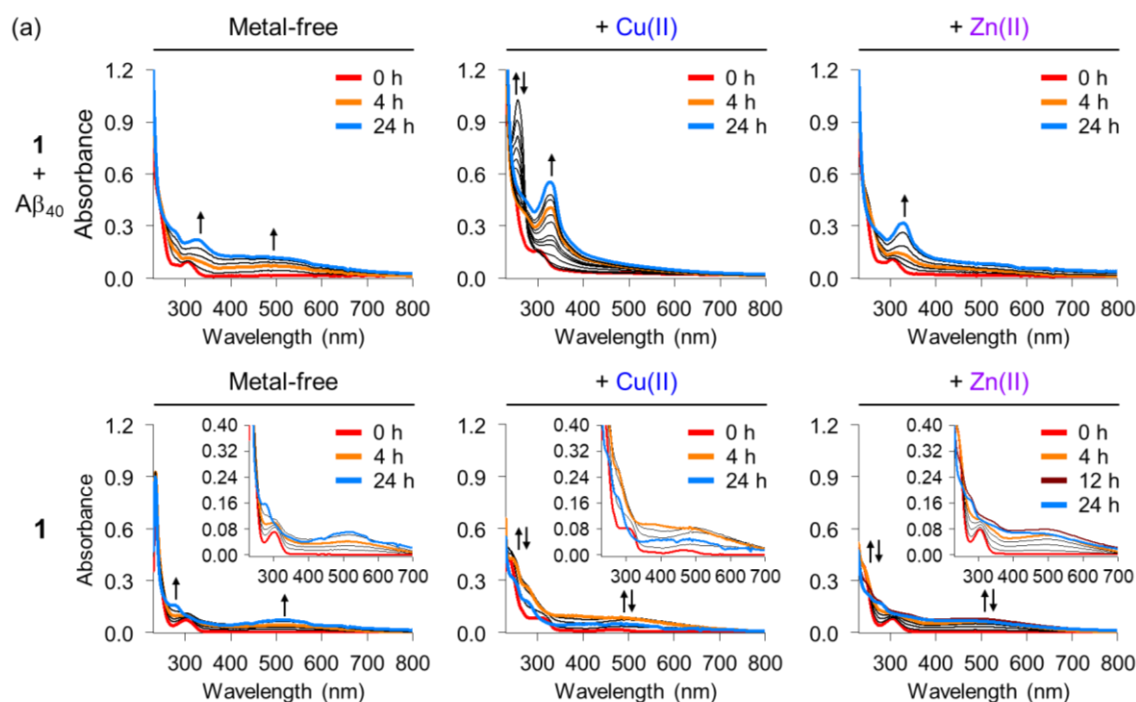 (a)
Metal-free + Cu(II) + Zn(II)
1 + Aβ40
Absorbance
1.2 0.9 0.6 0.3 0.0
0 h
4 h
24 h
300 400 500 600 700 800
Wavelength (nm)
1.2 0.9 0.6 0.3 0.0
0 h
4 h
24 h
300 400 500 600 700 800
Wavelength (nm)
1.2 0.9 0.6 0.3 0.0
0 h
4 h
24 h
300 400 500 600 700 800
Wavelength (nm)
Metal-free + Cu(II) + Zn(II)
1
Absorbance
1.2 0.9 0.6 0.3 0.0
0.40 0.32 0.24 0.16 0.08 0.00
300 400 500 600 700
0 h
4 h
24 h
300 400 500 600 700 800
Wavelength (nm)
1.2 0.9 0.6 0.3 0.0
0.40 0.32 0.24 0.16 0.08 0.00
300 400 500 600 700
0 h
4 h
24 h
300 400 500 600 700 800
Wavelength (nm)
1.2 0.9 0.6 0.3 0.0
0.40 0.32 0.24 0.16 0.08 0.00
300 400 500 600 700
0 h
4 h
12 h
24 h
300 400 500 600 700 800
Wavelength (nm)